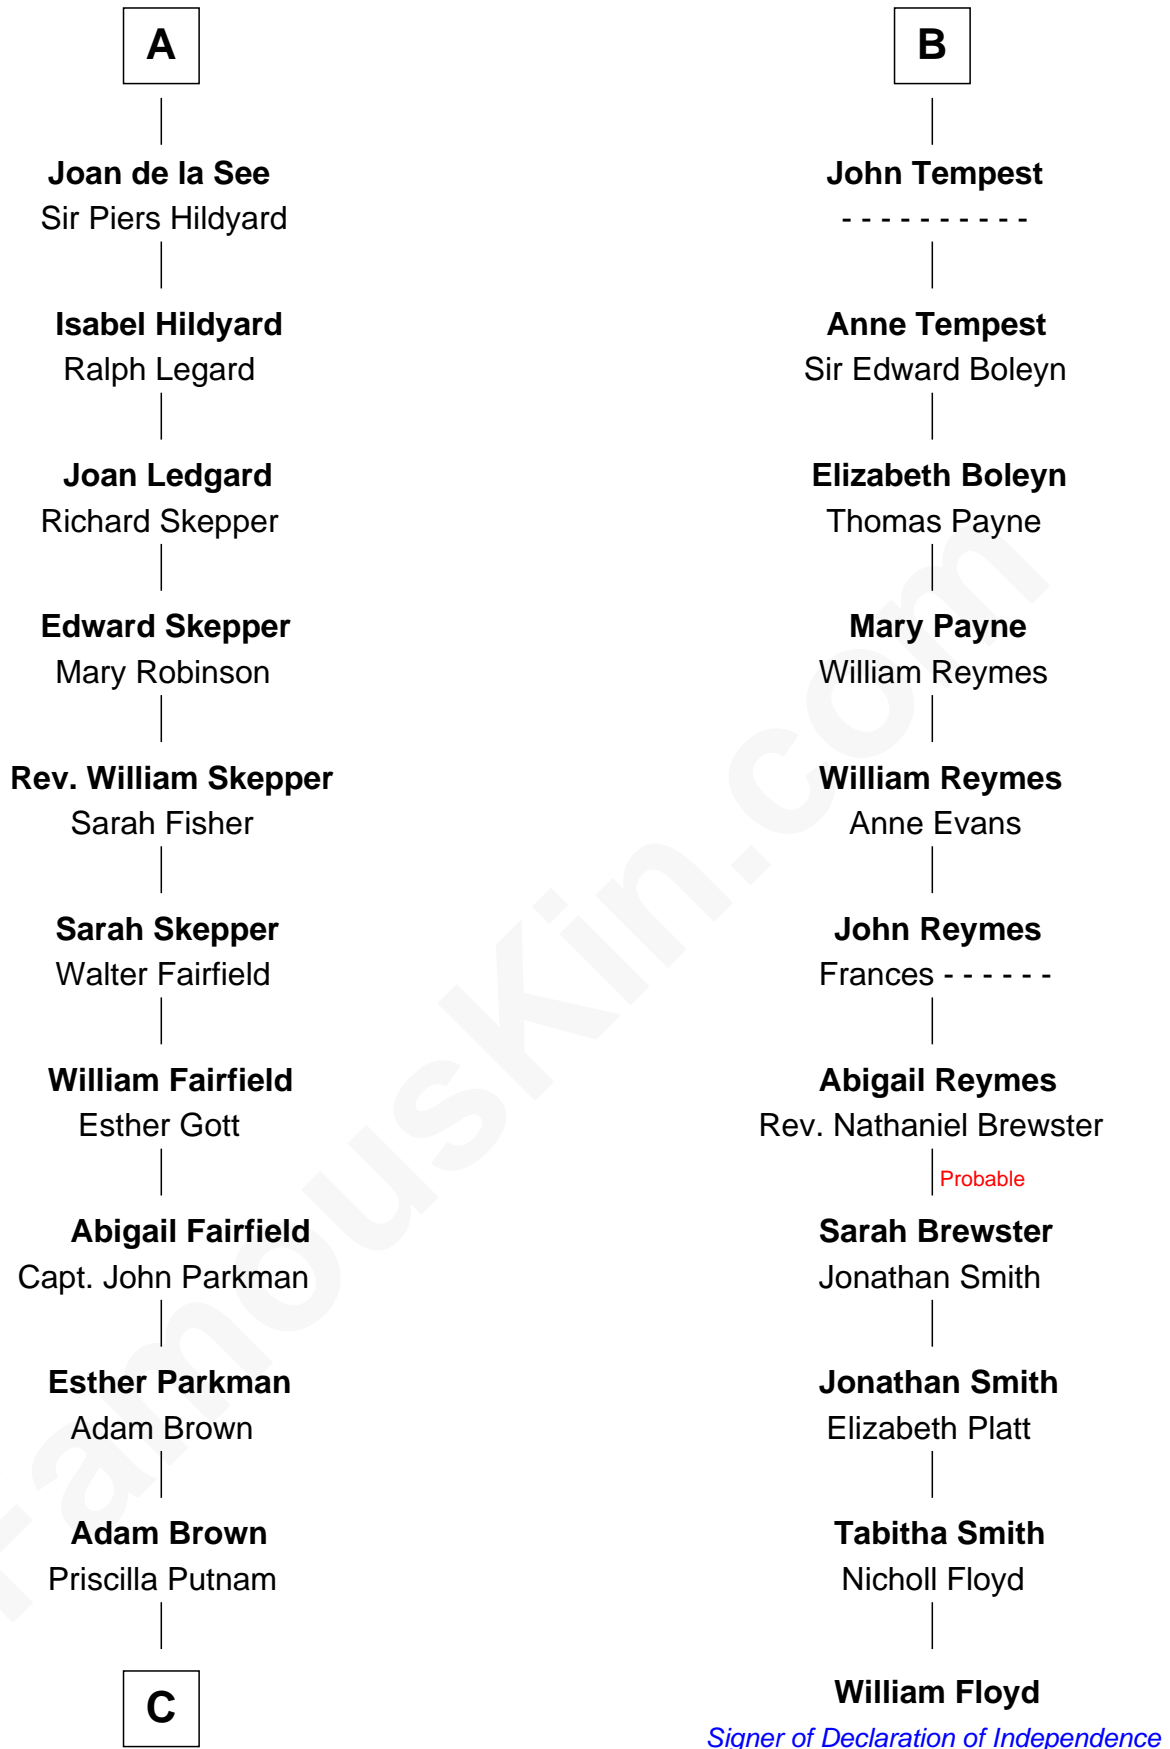 A
Joan de la See
Sir Piers Hildyard
Isabel Hildyard
Ralph Legard
Joan Ledgard
Richard Skepper
Edward Skepper
Mary Robinson
Rev. William Skepper
Sarah Fisher
Sarah Skepper
Walter Fairfield
William Fairfield
Esther Gott
Abigail Fairfield
Capt. John Parkman
Esther Parkman
Adam Brown
Adam Brown
Priscilla Putnam
C
B
John Tempest
- - - - - - - - - -
Anne Tempest
Sir Edward Boleyn
Elizabeth Boleyn
Thomas Payne
Mary Payne
William Reymes
William Reymes
Anne Evans
John Reymes
Frances - - - - - -
Abigail Reymes
Rev. Nathaniel Brewster
Probable
Sarah Brewster
Jonathan Smith
Jonathan Smith
Elizabeth Platt
Tabitha Smith
Nicholl Floyd
William Floyd
Signer of Declaration of Independence
FamousKin.com